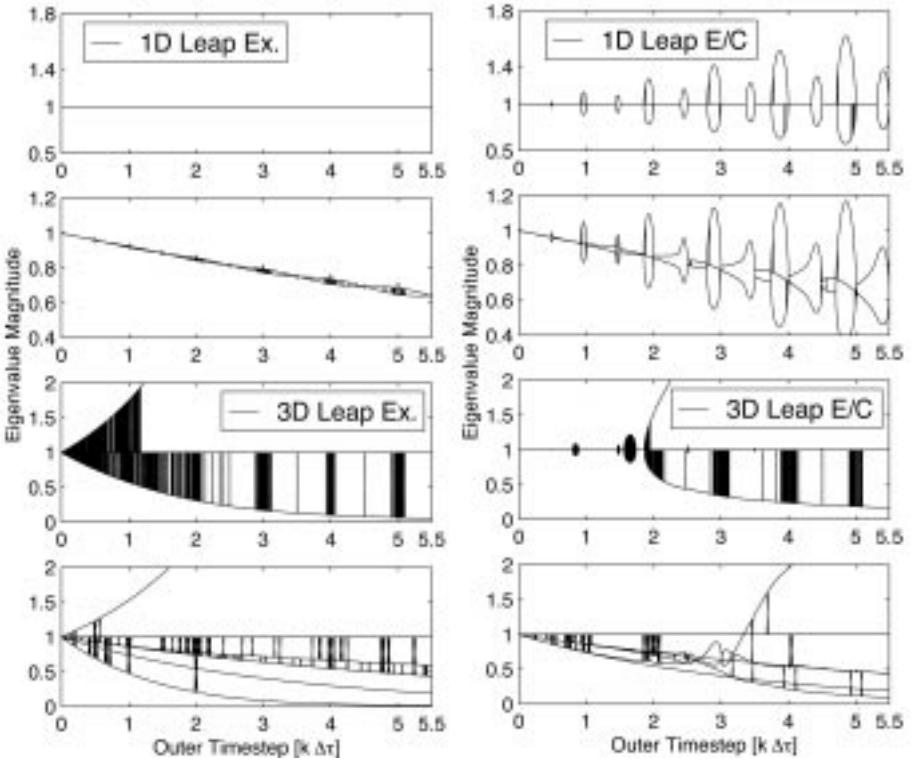 1.8
1.4
1
0.5
1D Leap Ex.
0 1 2 3 4 5 5.5
1.8
1.4
1
0.5
1D Leap E/C
0 1 2 3 4 5 5.5
1.2
1
0.8
0.6
0.4
0 1 2 3 4 5 5.5
1.2
1
0.8
0.6
0.4
0 1 2 3 4 5 5.5
Eigenvalue Magnitude
Eigenvalue Magnitude
2
1.5
1
0.5
0
3D Leap Ex.
0 1 2 3 4 5 5.5
2
1.5
1
0.5
0
3D Leap E/C
0 1 2 3 4 5 5.5
2
1.5
1
0.5
0
0 1 2 3 4 5 5.5
Outer Timestep [k Δτ]
2
1.5
1
0.5
0
0 1 2 3 4 5 5.5
Outer Timestep [k Δτ]